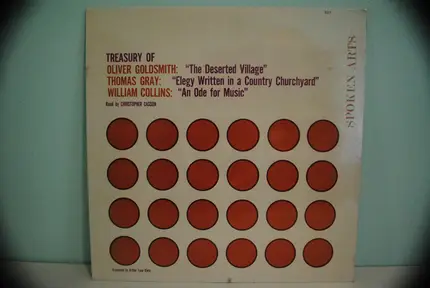 TREASURY OF
OLIVER GOLDSMITH: "The Deserted Village"
THOMAS GRAY: "Elegy Written in a Country Churchyard"
WILLIAM COLLINS: "An Ode for Music"
Read by CHRISTOPHER CASSON
SPOKEN ARTS